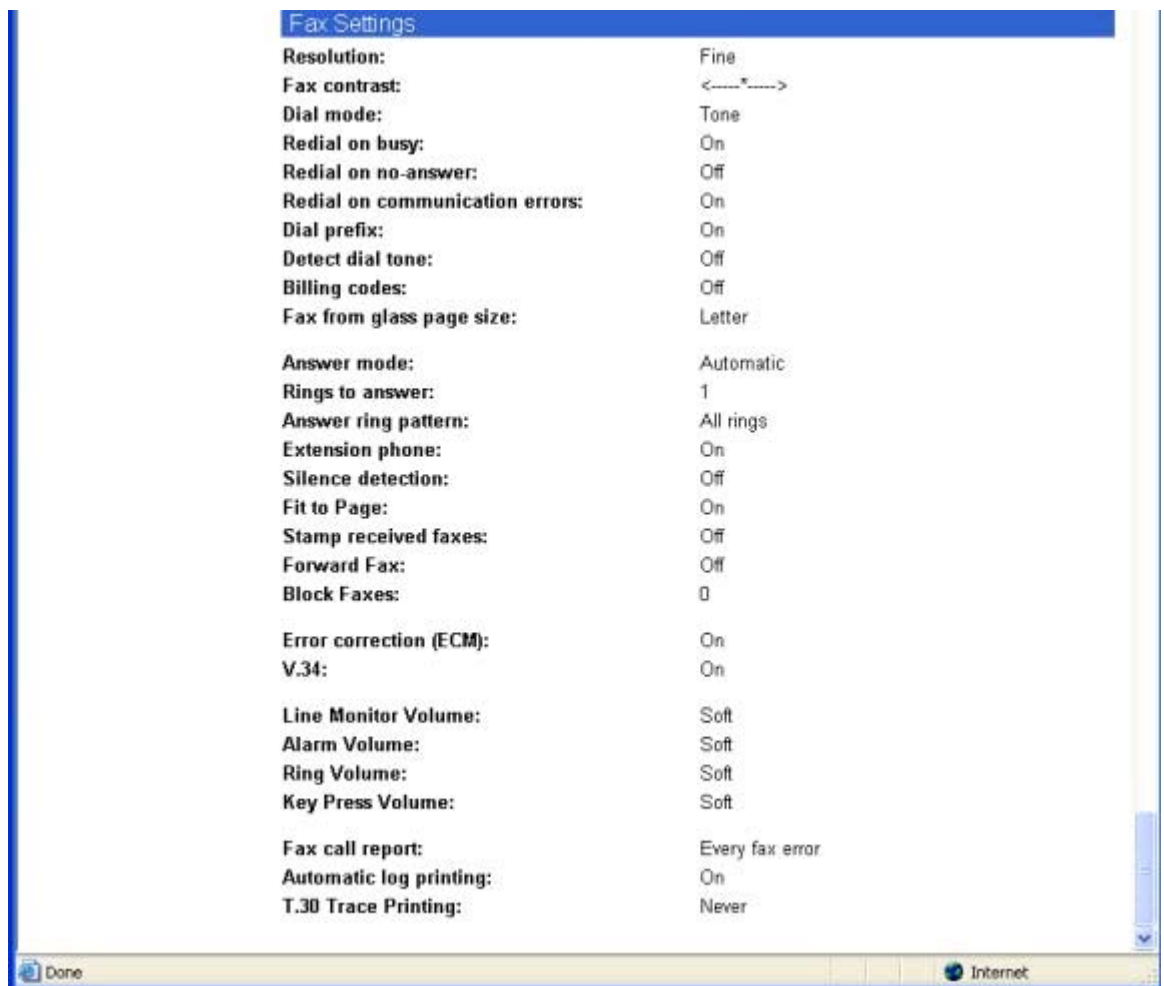 Fax Settings
Resolution: Fine
Fax contrast: <-----*----->
Dial mode: Tone
Redial on busy: On
Redial on no-answer: Off
Redial on communication errors: On
Dial prefix: On
Detect dial tone: Off
Billing codes: Off
Fax from glass page size: Letter
Answer mode: Automatic
Rings to answer: 1
Answer ring pattern: All rings
Extension phone: On
Silence detection: Off
Fit to Page: On
Stamp received faxes: Off
Forward Fax: Off
Block Faxes: 0
Error correction (ECM): On
V.34: On
Line Monitor Volume: Soft
Alarm Volume: Soft
Ring Volume: Soft
Key Press Volume: Soft
Fax call report: Every fax error
Automatic log printing: On
T.30 Trace Printing: Never
Done Internet